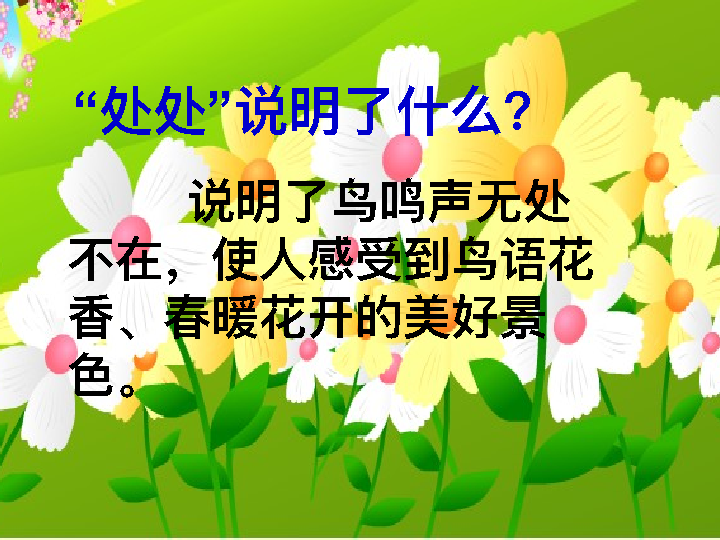 “处处”说明了什么？
说明了鸟鸣声无处
不在，使人感受到鸟语花
香、春暖花开的美好景
色。